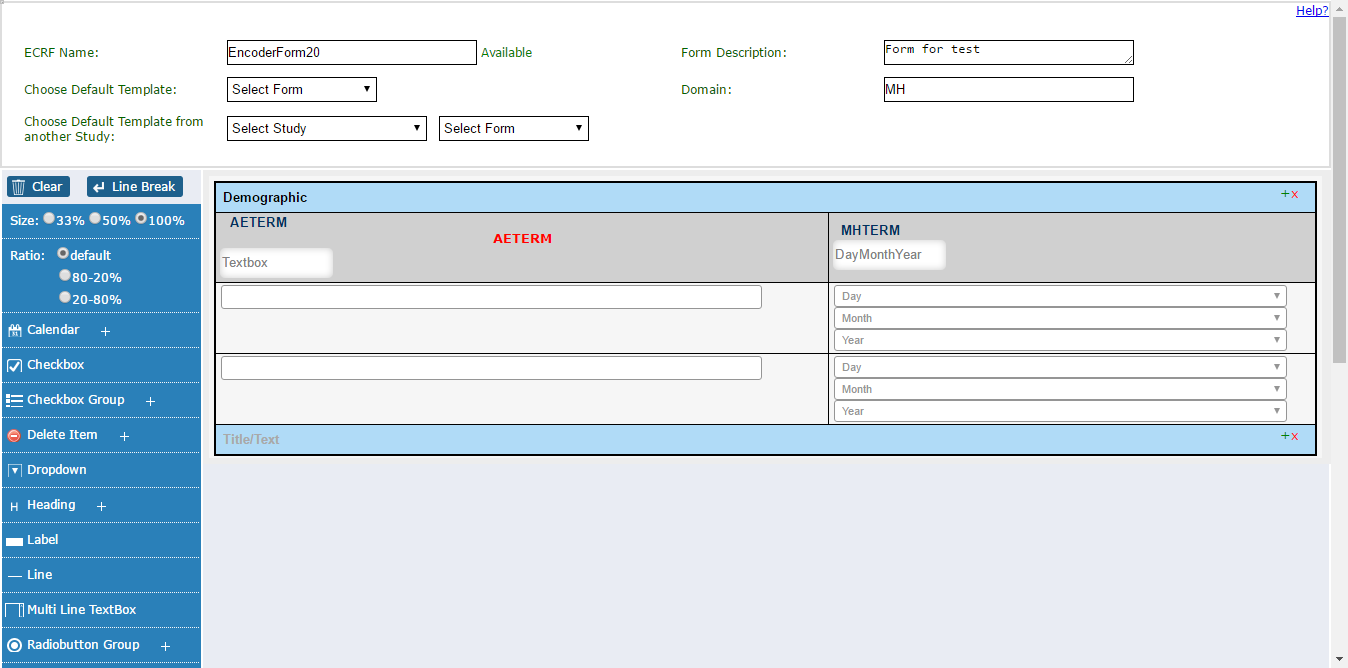 Help?
ECRF Name: EncoderForm20 Available Form Description: Form for test
Choose Default Template: Select Form Domain: MH
Choose Default Template from
another Study: Select Study Select Form
Clear Line Break
Size: 33% 50% 100%
Ratio: default
80-20%
20-80%
Calendar +
Checkbox
Checkbox Group +
Delete Item +
Dropdown
H Heading +
Label
Line
Multi Line TextBox
Radiobutton Group +
Demographic +x
AETERM
AETERM
Textbox
MHTERM
DayMonthYear
Day
Month
Year
Day
Month
Year
Title/Text +x